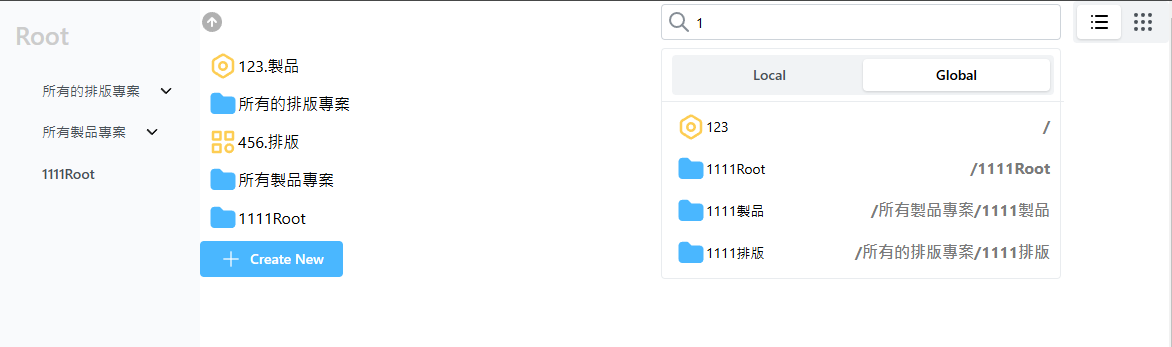 Root
所有的排版專案
所有製品專案
1111Root
123.製品
所有的排版專案
456.排版
所有製品專案
1111Root
Create New
1
Local Global
123 /
1111Root /1111Root
1111製品 /所有製品專案/1111製品
1111排版 /所有的排版專案/1111排版